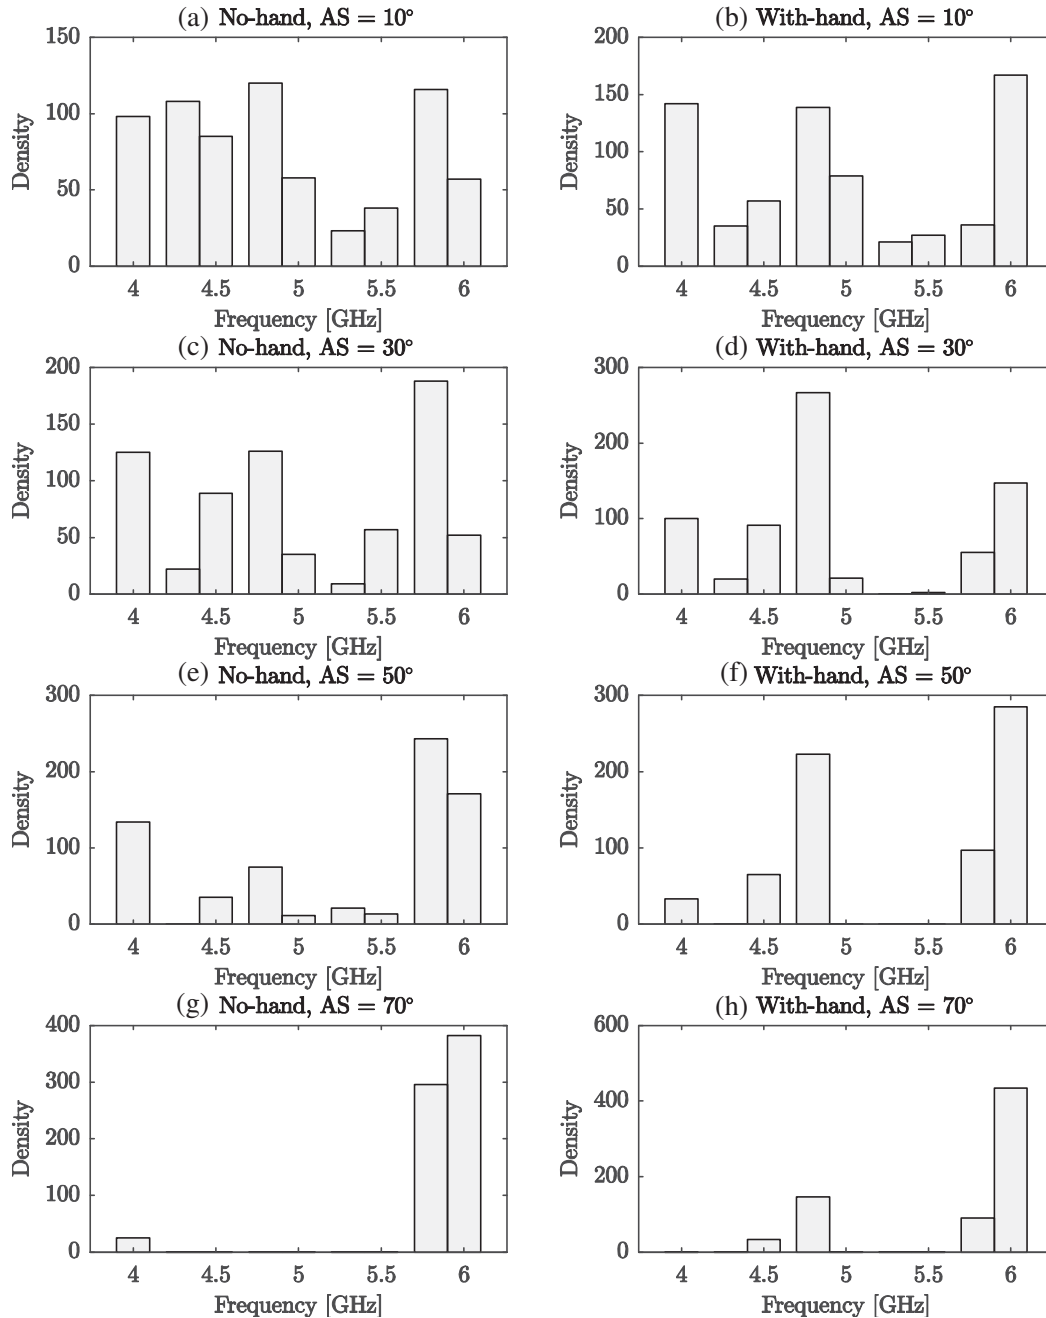 (a) No-hand, AS = 10°
150
100
50
0
Density
4 4.5 5 5.5 6
Frequency [GHz]
(b) With-hand, AS = 10°
200
150
100
50
0
Density
4 4.5 5 5.5 6
Frequency [GHz]
(c) No-hand, AS = 30°
200
150
100
50
0
Density
4 4.5 5 5.5 6
Frequency [GHz]
(d) With-hand, AS = 30°
300
200
100
0
Density
4 4.5 5 5.5 6
Frequency [GHz]
(e) No-hand, AS = 50°
300
200
100
0
Density
4 4.5 5 5.5 6
Frequency [GHz]
(f) With-hand, AS = 50°
300
200
100
0
Density
4 4.5 5 5.5 6
Frequency [GHz]
(g) No-hand, AS = 70°
400
300
200
100
0
Density
4 4.5 5 5.5 6
Frequency [GHz]
(h) With-hand, AS = 70°
600
400
200
0
Density
4 4.5 5 5.5 6
Frequency [GHz]